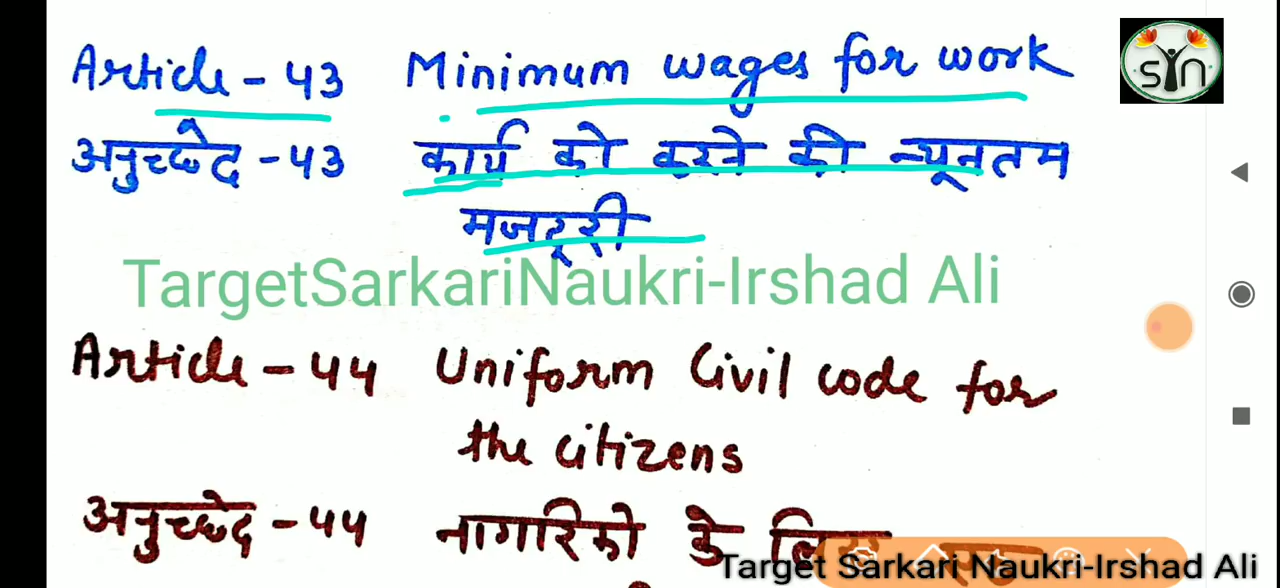 Article - 43 Minimum wages for work
अनुच्छेद - 43 कार्य को करने की न्यूनतम
मजदूरी
SYN
TargetSarkariNaukri-Irshad Ali
Article - 44 Uniform Civil code for
the citizens
अनुच्छेद - 44 नागरिको के लिए
Target Sarkari Naukri-Irshad Ali